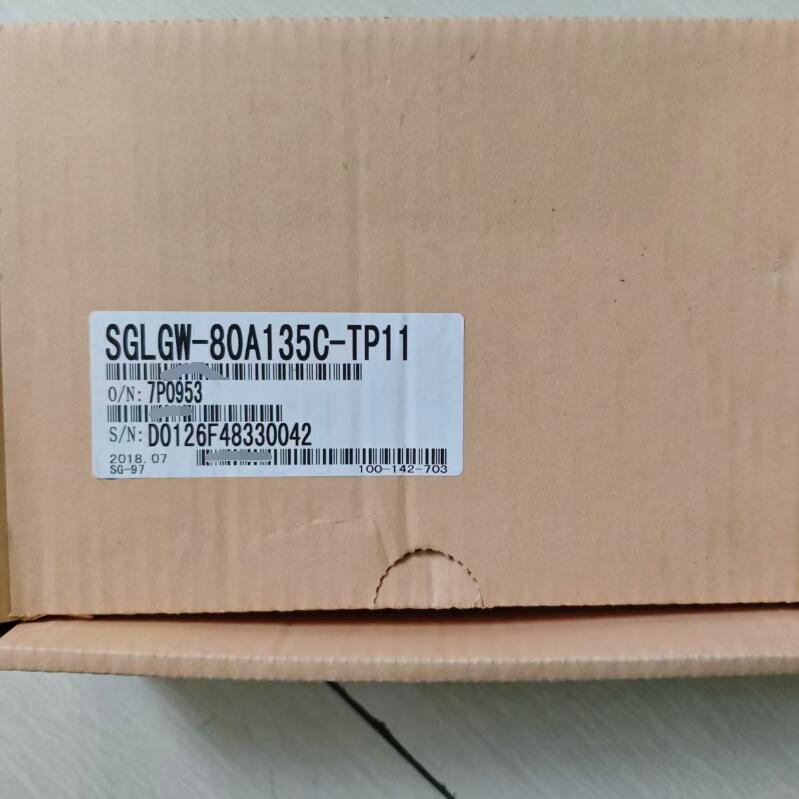 SGLGW-80A135C-TP11
O/N: 7P0953
S/N: D0126F48330042
2018.07
SG-97
100-142-703